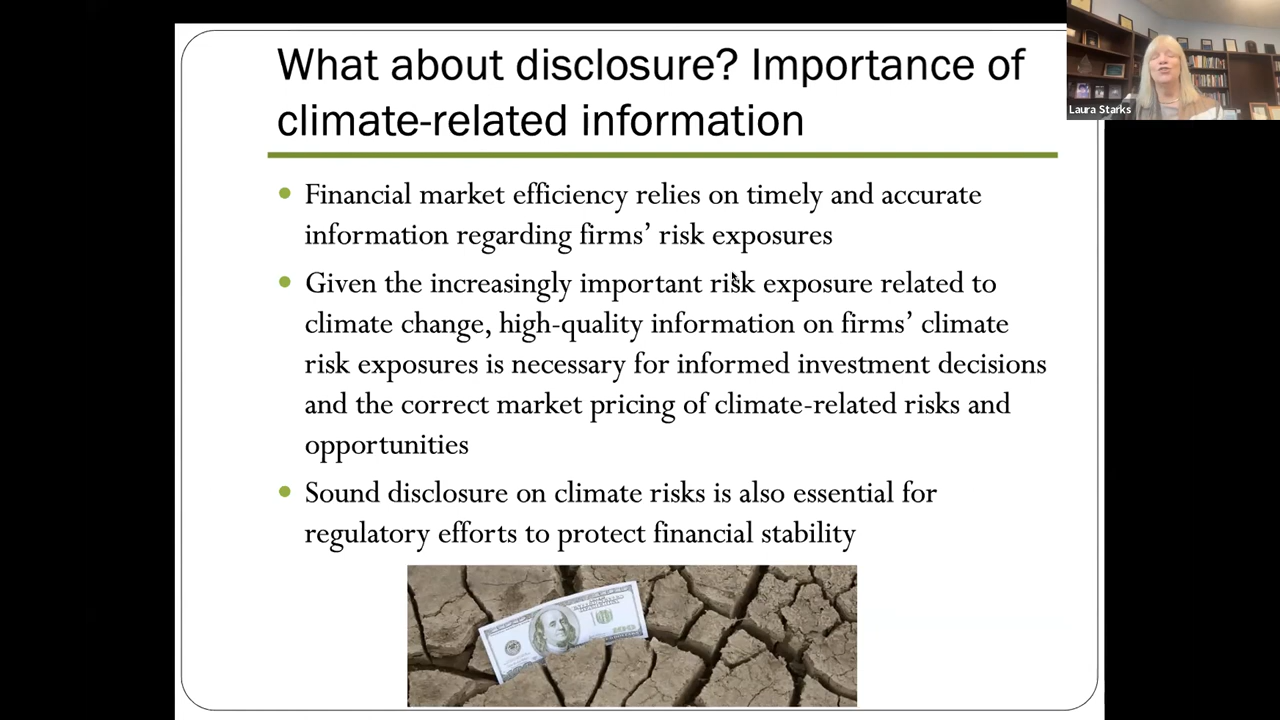 What about disclosure? Importance of
climate-related information
Laura Starks
Financial market efficiency relies on timely and accurate
information regarding firms’ risk exposures
Given the increasingly important risk exposure related to
climate change, high-quality information on firms’ climate
risk exposures is necessary for informed investment decisions
and the correct market pricing of climate-related risks and
opportunities
Sound disclosure on climate risks is also essential for
regulatory efforts to protect financial stability